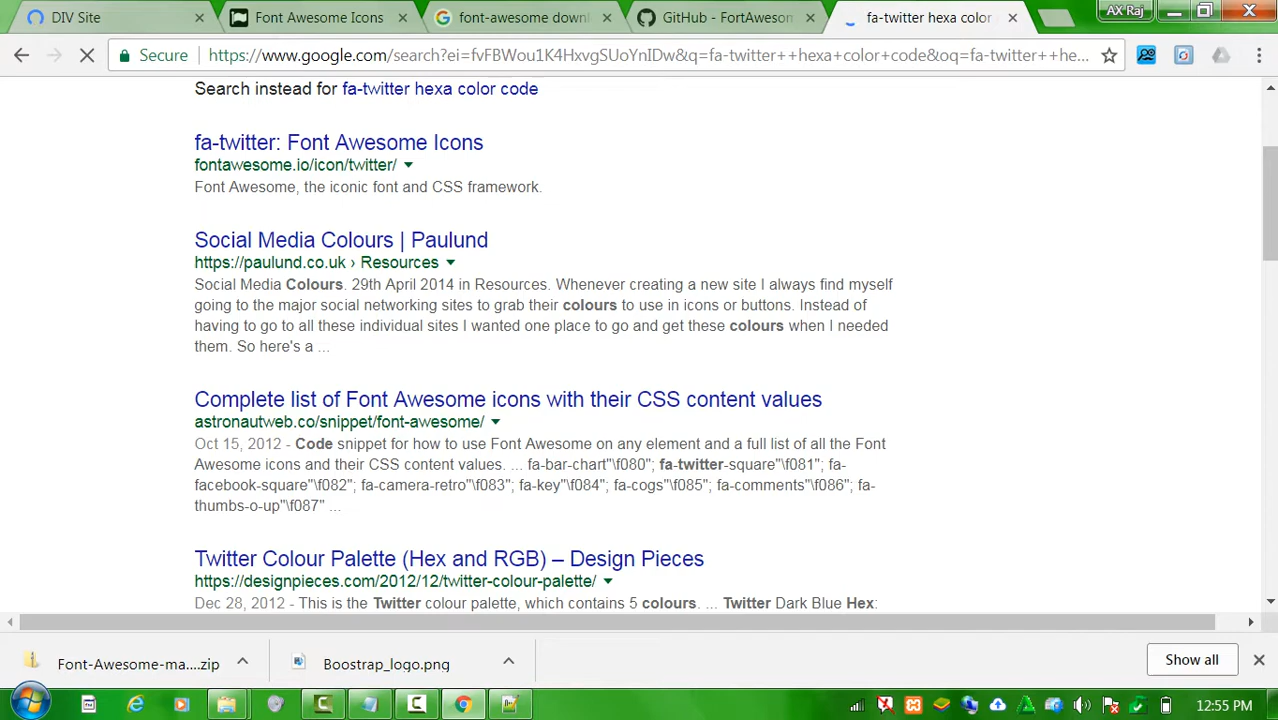 DIV Site
Font Awesome Icons
font-awesome downl
GitHub - FortAwesom
fa-twitter hexa color
AX Raj
Secure
https://www.google.com/search?ei=fvFBWou1K4HxvgSUoYnIDw&q=fa-twitter++hexa+color+code&oq=fa-twitter++he...
Search instead for fa-twitter hexa color code
fa-twitter: Font Awesome Icons
fontawesome.io/icon/twitter/
Font Awesome, the iconic font and CSS framework.
Social Media Colours | Paulund
https://paulund.co.uk › Resources
Social Media Colours. 29th April 2014 in Resources. Whenever creating a new site I always find myself
going to the major social networking sites to grab their colours to use in icons or buttons. Instead of
having to go to all these individual sites I wanted one place to go and get these colours when I needed
them. So here's a ...
Complete list of Font Awesome icons with their CSS content values
astronautweb.co/snippet/font-awesome/
Oct 15, 2012 - Code snippet for how to use Font Awesome on any element and a full list of all the Font
Awesome icons and their CSS content values. ... fa-bar-chart"\f080"; fa-twitter-square"\f081"; fa-
facebook-square"\f082"; fa-camera-retro"\f083"; fa-key"\f084"; fa-cogs"\f085"; fa-comments"\f086"; fa-
thumbs-o-up"\f087" ...
Twitter Colour Palette (Hex and RGB) – Design Pieces
https://designpieces.com/2012/12/twitter-colour-palette/
Dec 28, 2012 - This is the Twitter colour palette, which contains 5 colours. ... Twitter Dark Blue Hex:
Font-Awesome-ma....zip
Boostrap_logo.png
Show all
12:55 PM